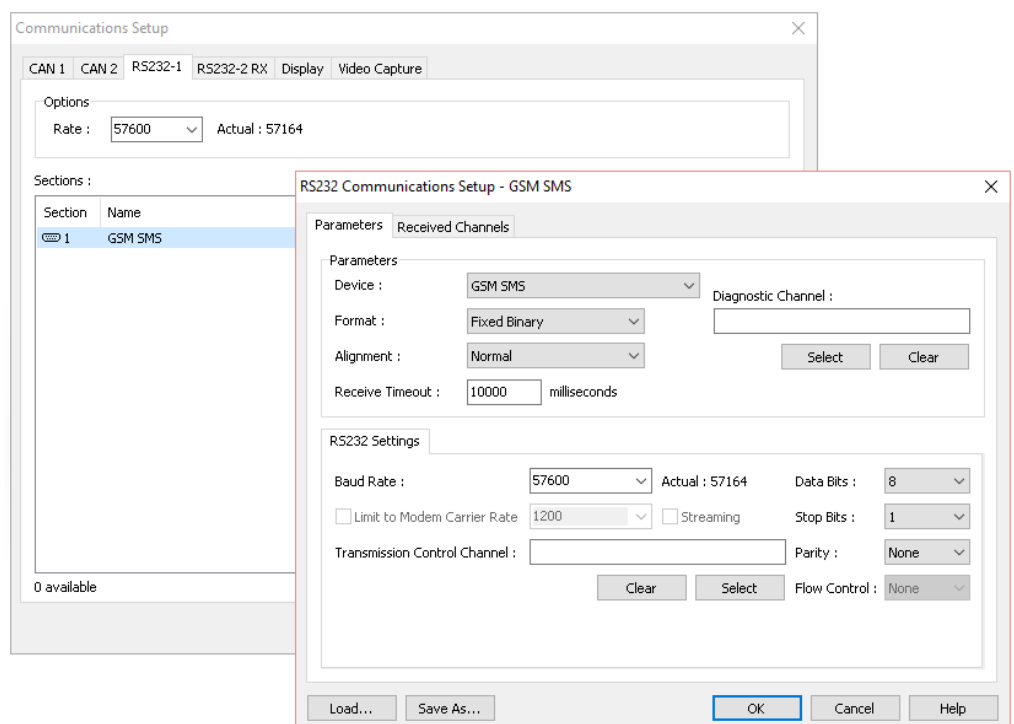 Communications Setup
CAN 1 CAN 2 RS232-1 RS232-2 RX Display Video Capture
Options
Rate : 57600 Actual : 57164
Sections :
Section Name
1 GSM SMS
0 available
RS232 Communications Setup - GSM SMS
Parameters Received Channels
Parameters
Device : GSM SMS
Diagnostic Channel :
Format : Fixed Binary
Alignment : Normal Select Clear
Receive Timeout : 10000 milliseconds
RS232 Settings
Baud Rate : 57600 Actual : 57164 Data Bits : 8
Limit to Modem Carrier Rate 1200 Streaming Stop Bits : 1
Transmission Control Channel : Parity : None
Clear Select Flow Control : None
Load... Save As... OK Cancel Help